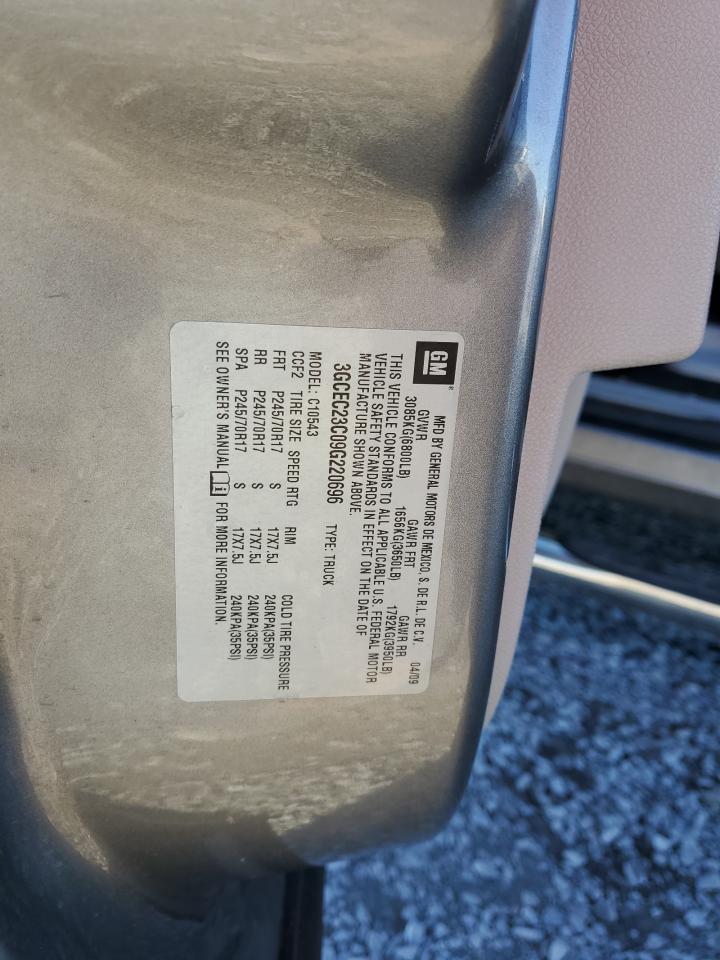 GM ® MFD BY GENERAL MOTORS DE MEXICO, S. DE R.L. DE C.V. 04/09
GVWR GAWR FRT GAWR RR
3085KG(6800LB) 1656KG(3650LB) 1792KG(3950LB)
THIS VEHICLE CONFORMS TO ALL APPLICABLE U.S. FEDERAL MOTOR
VEHICLE SAFETY STANDARDS IN EFFECT ON THE DATE OF
MANUFACTURE SHOWN ABOVE.
3GCEC23C09G220696 TYPE: TRUCK
MODEL: C10543
CCF2 TIRE SIZE SPEED RTG RIM COLD TIRE PRESSURE
FRT P245/70R17 S 17X7.5J 240KPA(35PSI)
RR P245/70R17 S 17X7.5J 240KPA(35PSI)
SPA P245/70R17 S 17X7.5J 240KPA(35PSI)
SEE OWNER'S MANUAL FOR MORE INFORMATION.